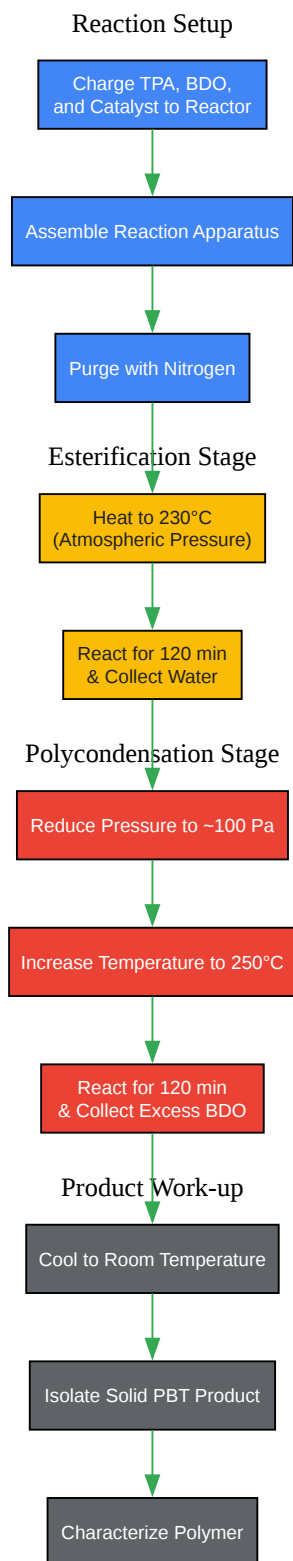 Reaction Setup
Charge TPA, BDO,
and Catalyst to Reactor
Assemble Reaction Apparatus
Purge with Nitrogen
Esterification Stage
Heat to 230°C
(Atmospheric Pressure)
React for 120 min
& Collect Water
Polycondensation Stage
Reduce Pressure to ~100 Pa
Increase Temperature to 250°C
React for 120 min
& Collect Excess BDO
Product Work-up
Cool to Room Temperature
Isolate Solid PBT Product
Characterize Polymer